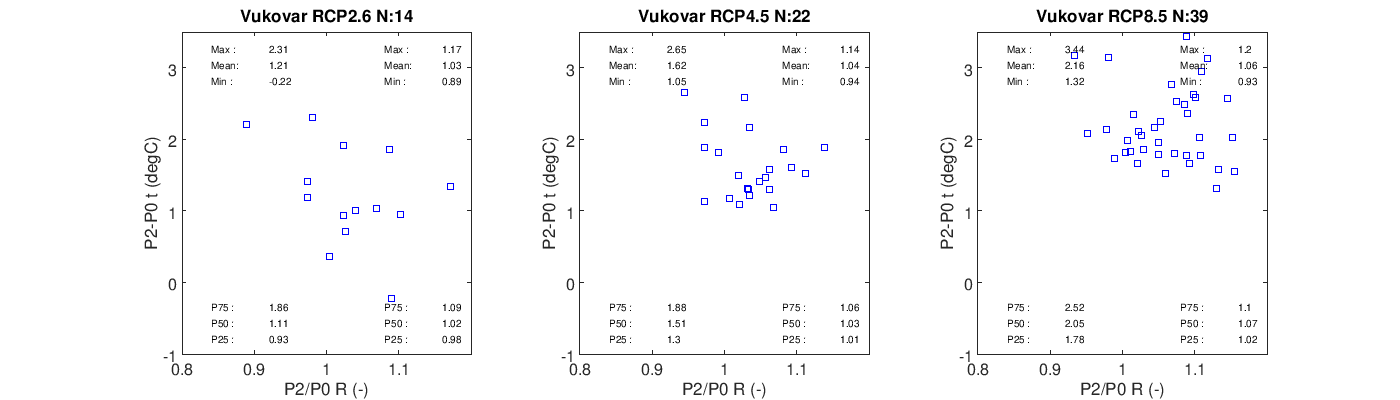 Vukovar RCP2.6 N:14
Max : 2.31 Max : 1.17
Mean: 1.21 Mean: 1.03
Min : -0.22 Min : 0.89
3
2
1
0
-1
P2-P0 t (degC)
P75 : 1.86 P75 : 1.09
P50 : 1.11 P50 : 1.02
P25 : 0.93 P25 : 0.98
0.8 0.9 1 1.1
P2/P0 R (-)
Vukovar RCP4.5 N:22
Max : 2.65 Max : 1.14
Mean: 1.62 Mean: 1.04
Min : 1.05 Min : 0.94
3
2
1
0
-1
P2-P0 t (degC)
P75 : 1.88 P75 : 1.06
P50 : 1.51 P50 : 1.03
P25 : 1.3 P25 : 1.01
0.8 0.9 1 1.1
P2/P0 R (-)
Vukovar RCP8.5 N:39
Max : 3.44 Max : 1.2
Mean: 2.16 Mean: 1.06
Min : 1.32 Min : 0.93
3
2
1
0
-1
P2-P0 t (degC)
P75 : 2.52 P75 : 1.1
P50 : 2.05 P50 : 1.07
P25 : 1.78 P25 : 1.02
0.8 0.9 1 1.1
P2/P0 R (-)